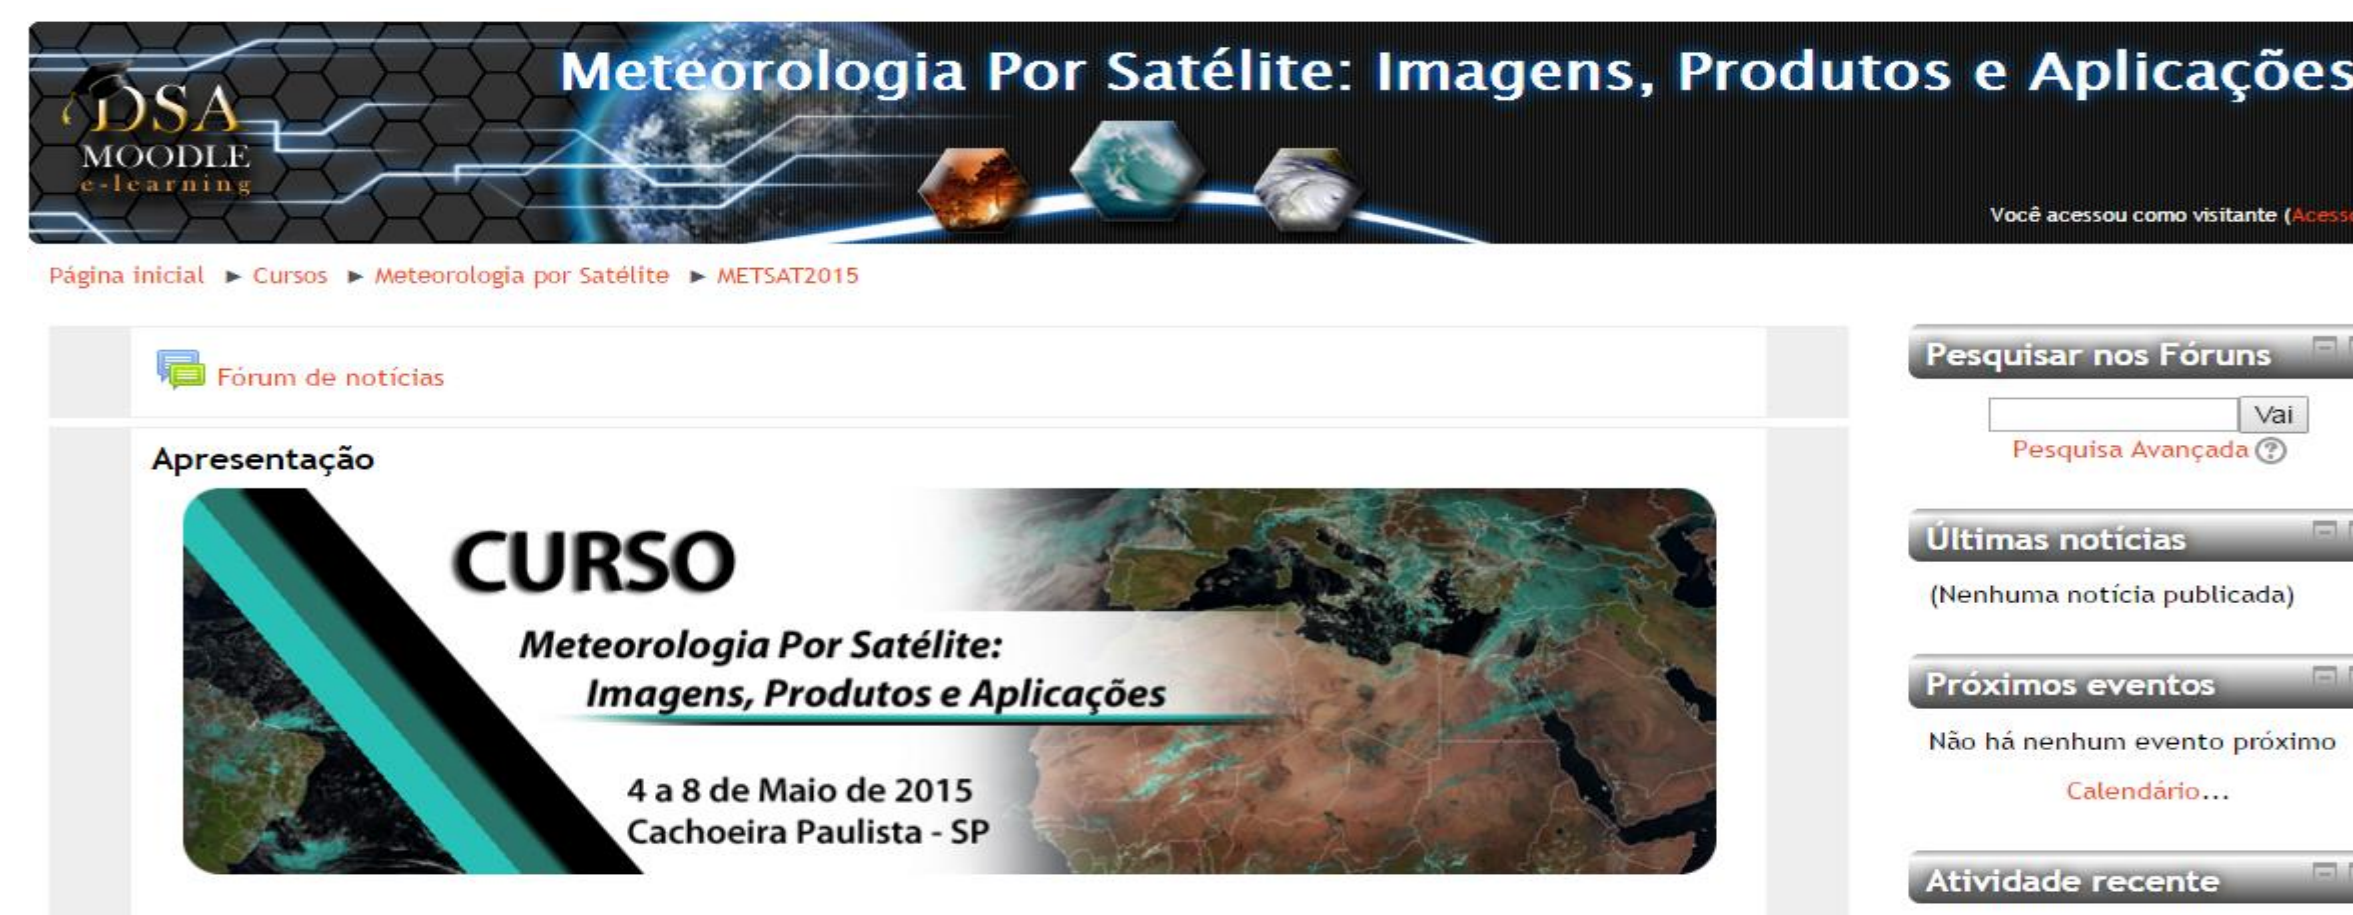 Meteorologia Por Satélite: Imagens, Produtos e Aplicações
DSA
MOODLE
e-learning
Você acessou como visitante (Acesso
Página inicial ► Cursos ► Meteorologia por Satélite ► METSAT2015
Fórum de notícias
Apresentação
CURSO
Meteorologia Por Satélite:
Imagens, Produtos e Aplicações
4 a 8 de Maio de 2015
Cachoeira Paulista - SP
Pesquisar nos Fóruns
Vai
Pesquisa Avançada ?
Últimas notícias
(Nenhuma notícia publicada)
Próximos eventos
Não há nenhum evento próximo
Calendário...
Atividade recente